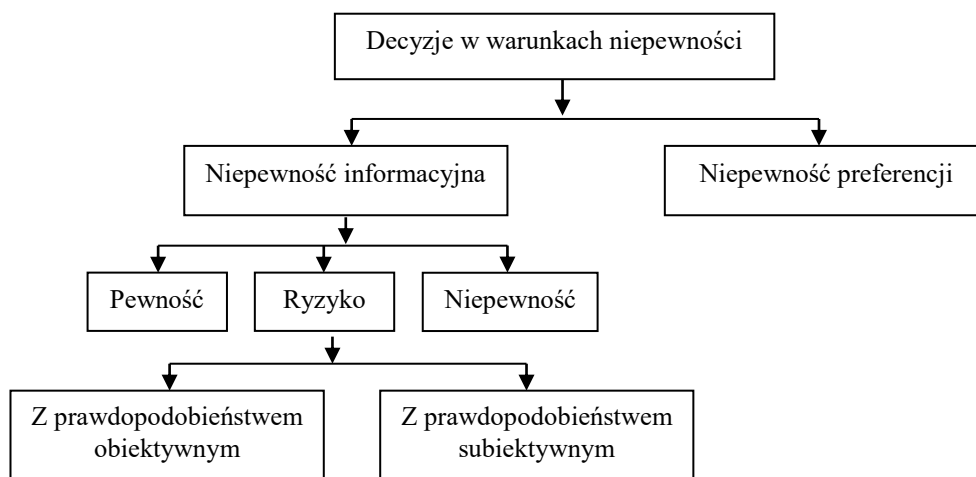 Decyzje w warunkach niepewności
Niepewność informacyjna
Niepewność preferencji
Pewność
Ryzyko
Niepewność
Z prawdopodobieństwem
obiektywnym
Z prawdopodobieństwem
subiektywnym